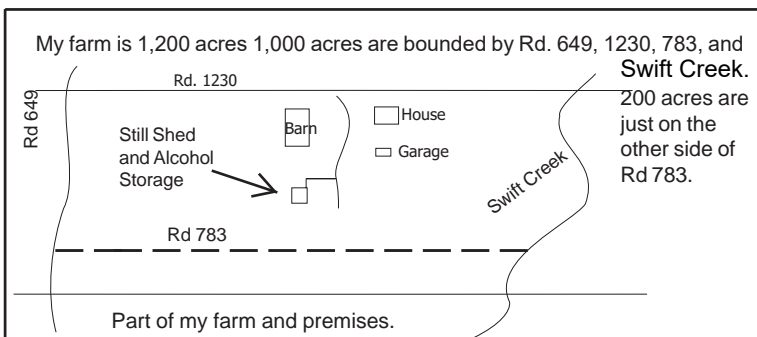 My farm is 1,200 acres 1,000 acres are bounded by Rd. 649, 1230, 783, and
Swift Creek.
200 acres are
just on the
other side of
Rd 783.
Rd. 1230
Rd 649
Barn
House
Garage
Still Shed
and Alcohol
Storage
Swift Creek
Rd 783
Part of my farm and premises.